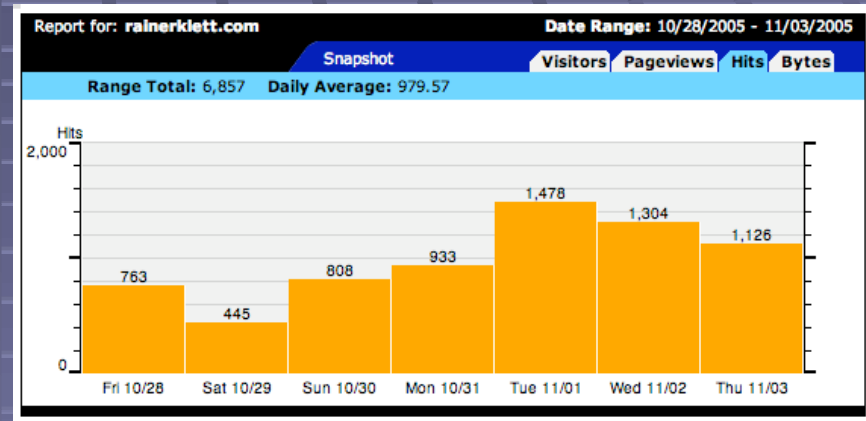 Report for: rainerklett.com Date Range: 10/28/2005 - 11/03/2005
Snapshot Visitors Pageviews Hits Bytes
Range Total: 6,857 Daily Average: 979.57
Hits
2,000
1,478
1,304
1,126
933
808
763
445
0
Fri 10/28 Sat 10/29 Sun 10/30 Mon 10/31 Tue 11/01 Wed 11/02 Thu 11/03